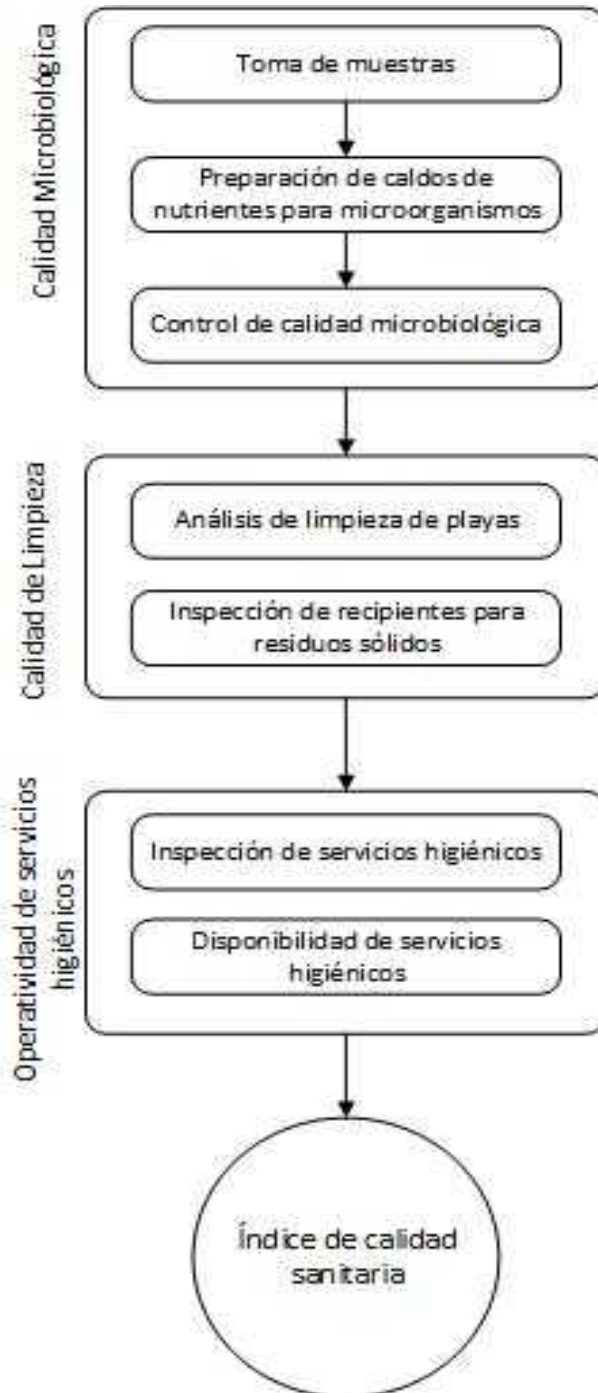 Calidad Microbiológica
Toma de muestras
Preparación de caldos de
nutrientes para microorganismos
Control de calidad microbiológica
Calidad de Limpieza
Análisis de limpieza de playas
Inspección de recipientes para
residuos sólidos
Operatividad de servicios
higiénicos
Inspección de servicios higiénicos
Disponibilidad de servicios
higiénicos
Índice de calidad
sanitaria